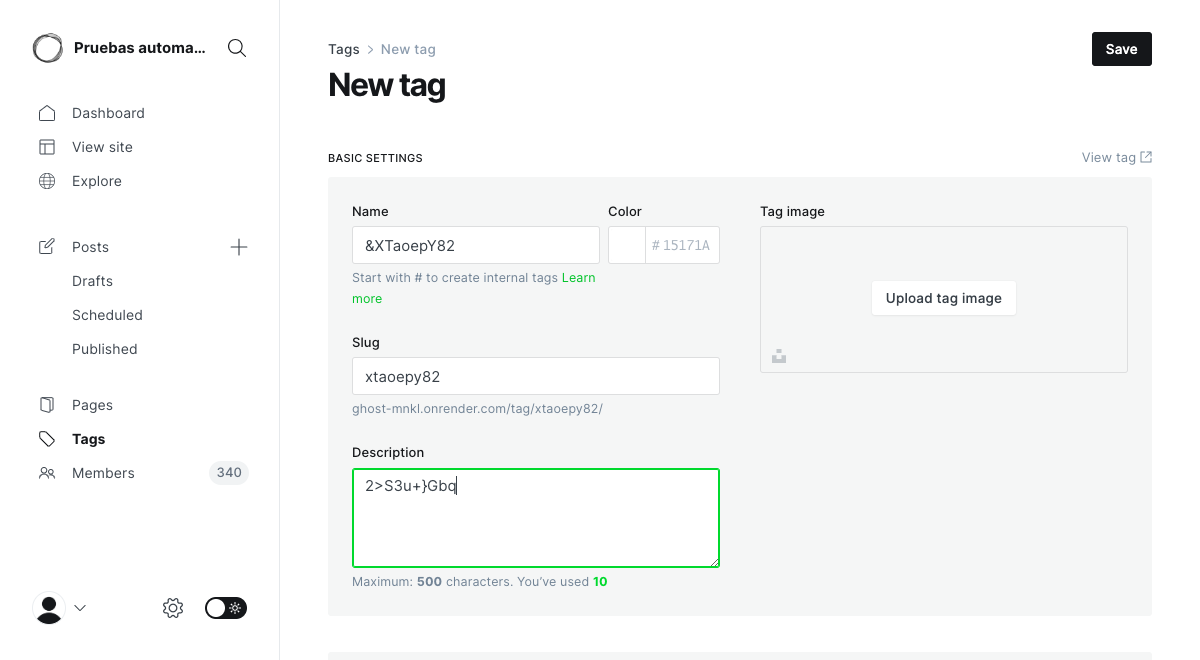 Pruebas automa...
Dashboard
View site
Explore
Posts
Drafts
Scheduled
Published
Pages
Tags
Members 340
Tags > New tag
Save
New tag
BASIC SETTINGS
View tag
Name
&XTaoepY82
Start with # to create internal tags Learn
more
Color
# 15171A
Slug
xtaoepy82
ghost-mnkl.onrender.com/tag/xtaoepy82/
Description
2>S3u+}Gbq
Maximum: 500 characters. You’ve used 10
Tag image
Upload tag image